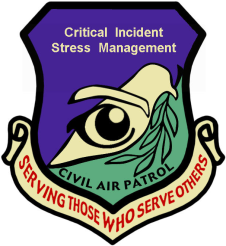 Critical Incident
Stress Management
CIVIL AIR PATROL
SERVING THOSE WHO SERVE OTHERS